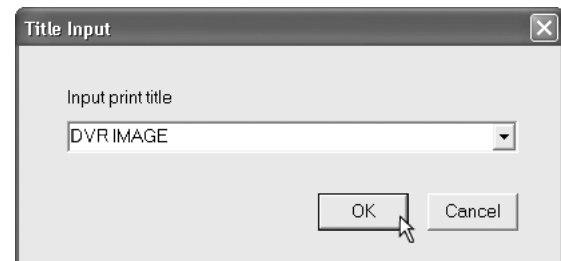 Title Input
Input print title
DVR IMAGE
OK
Cancel